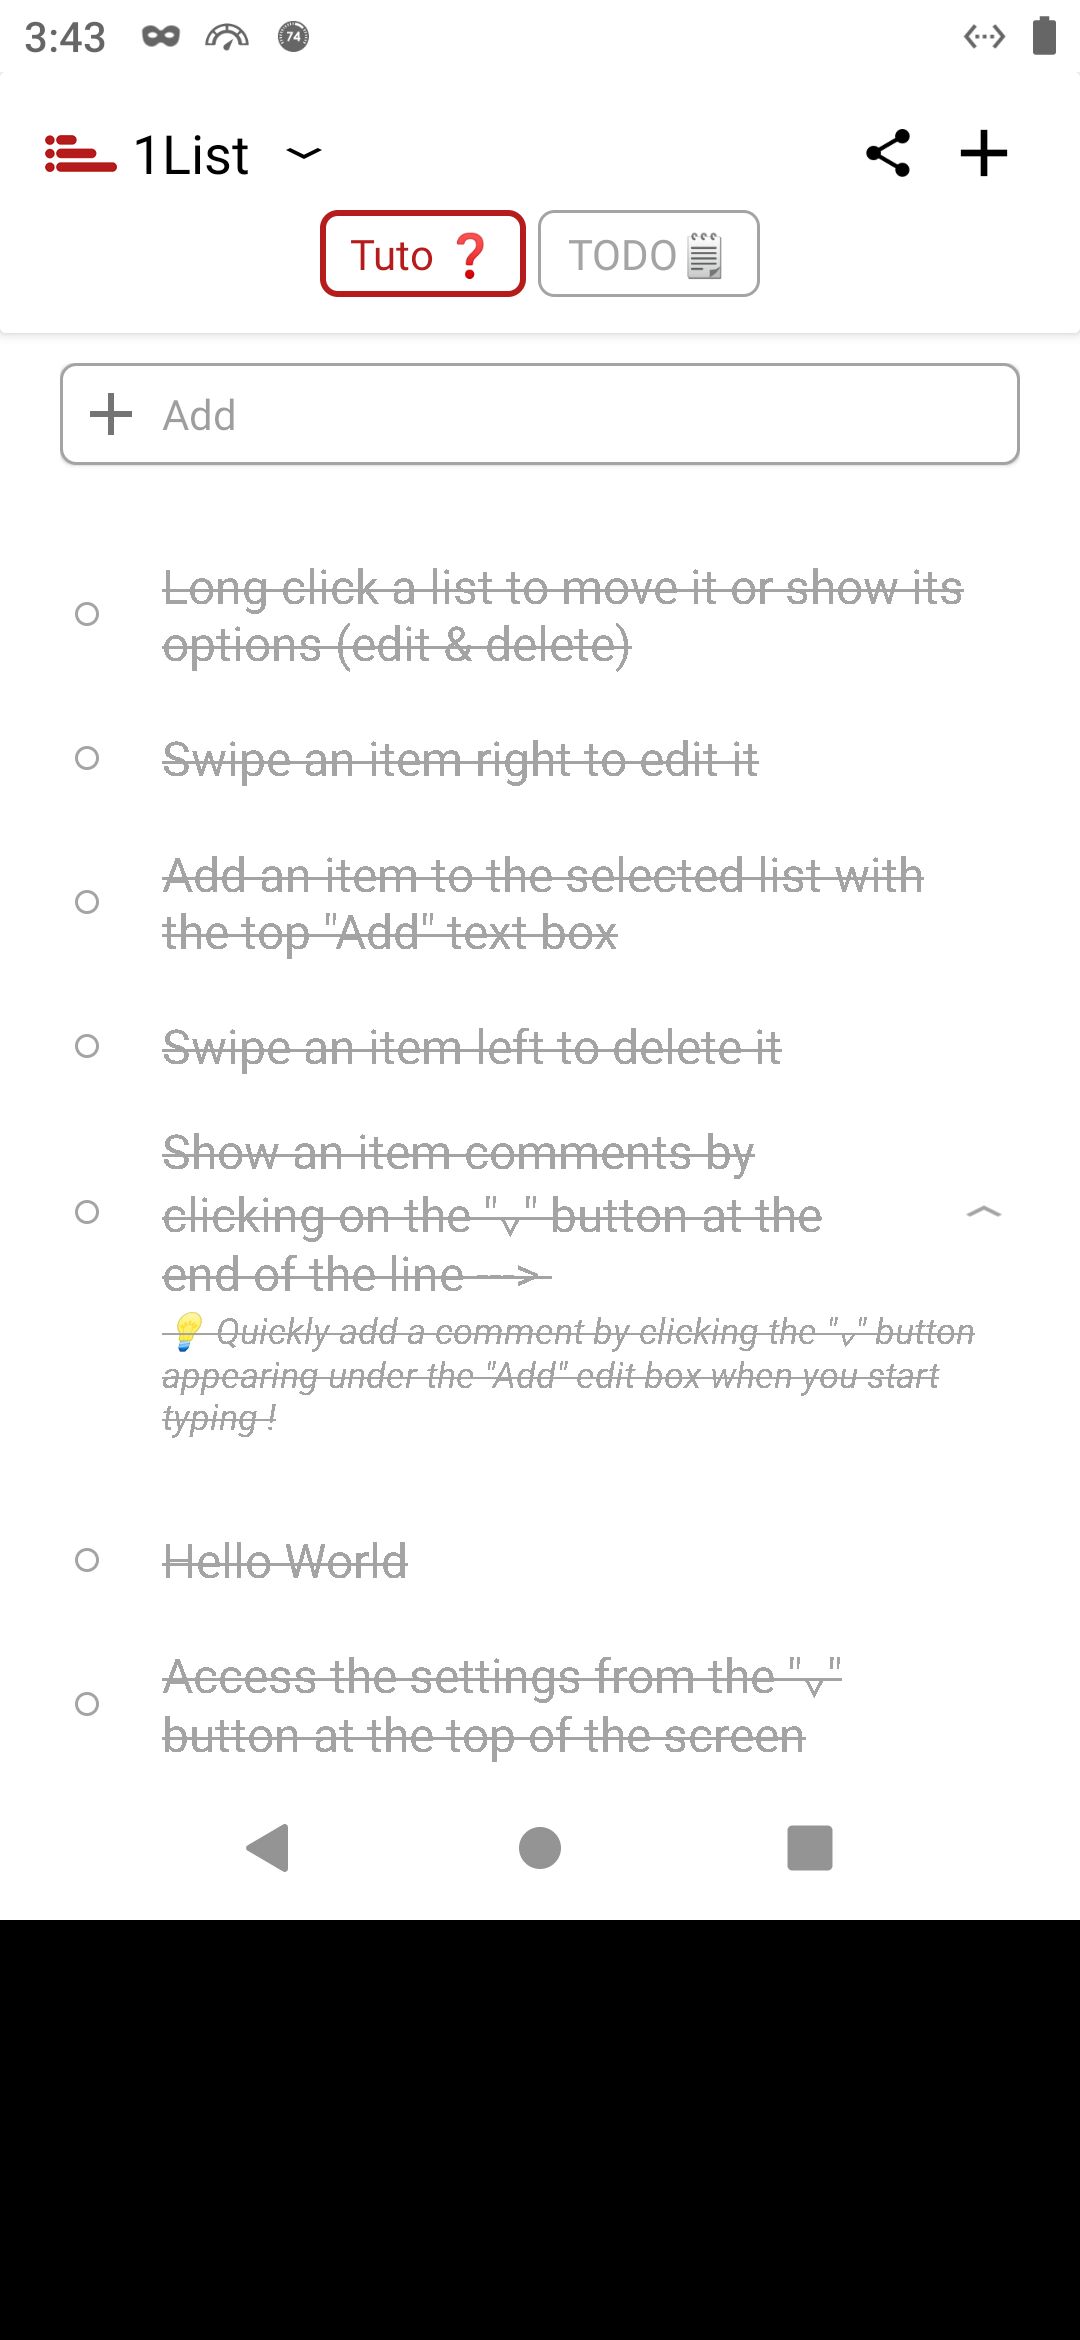 3:43
74
1List
Tuto ❓
TODO🗒
Add
Long click a list to move it or show its
options (edit & delete)
Swipe an item right to edit it
Add an item to the selected list with
the top "Add" text box
Swipe an item left to delete it
Show an item comments by
clicking on the "⌄" button at the
end of the line --->
💡 Quickly add a comment by clicking the "⌄" button
appearing under the "Add" edit box when you start
typing !
Hello World
Access the settings from the "⌄"
button at the top of the screen